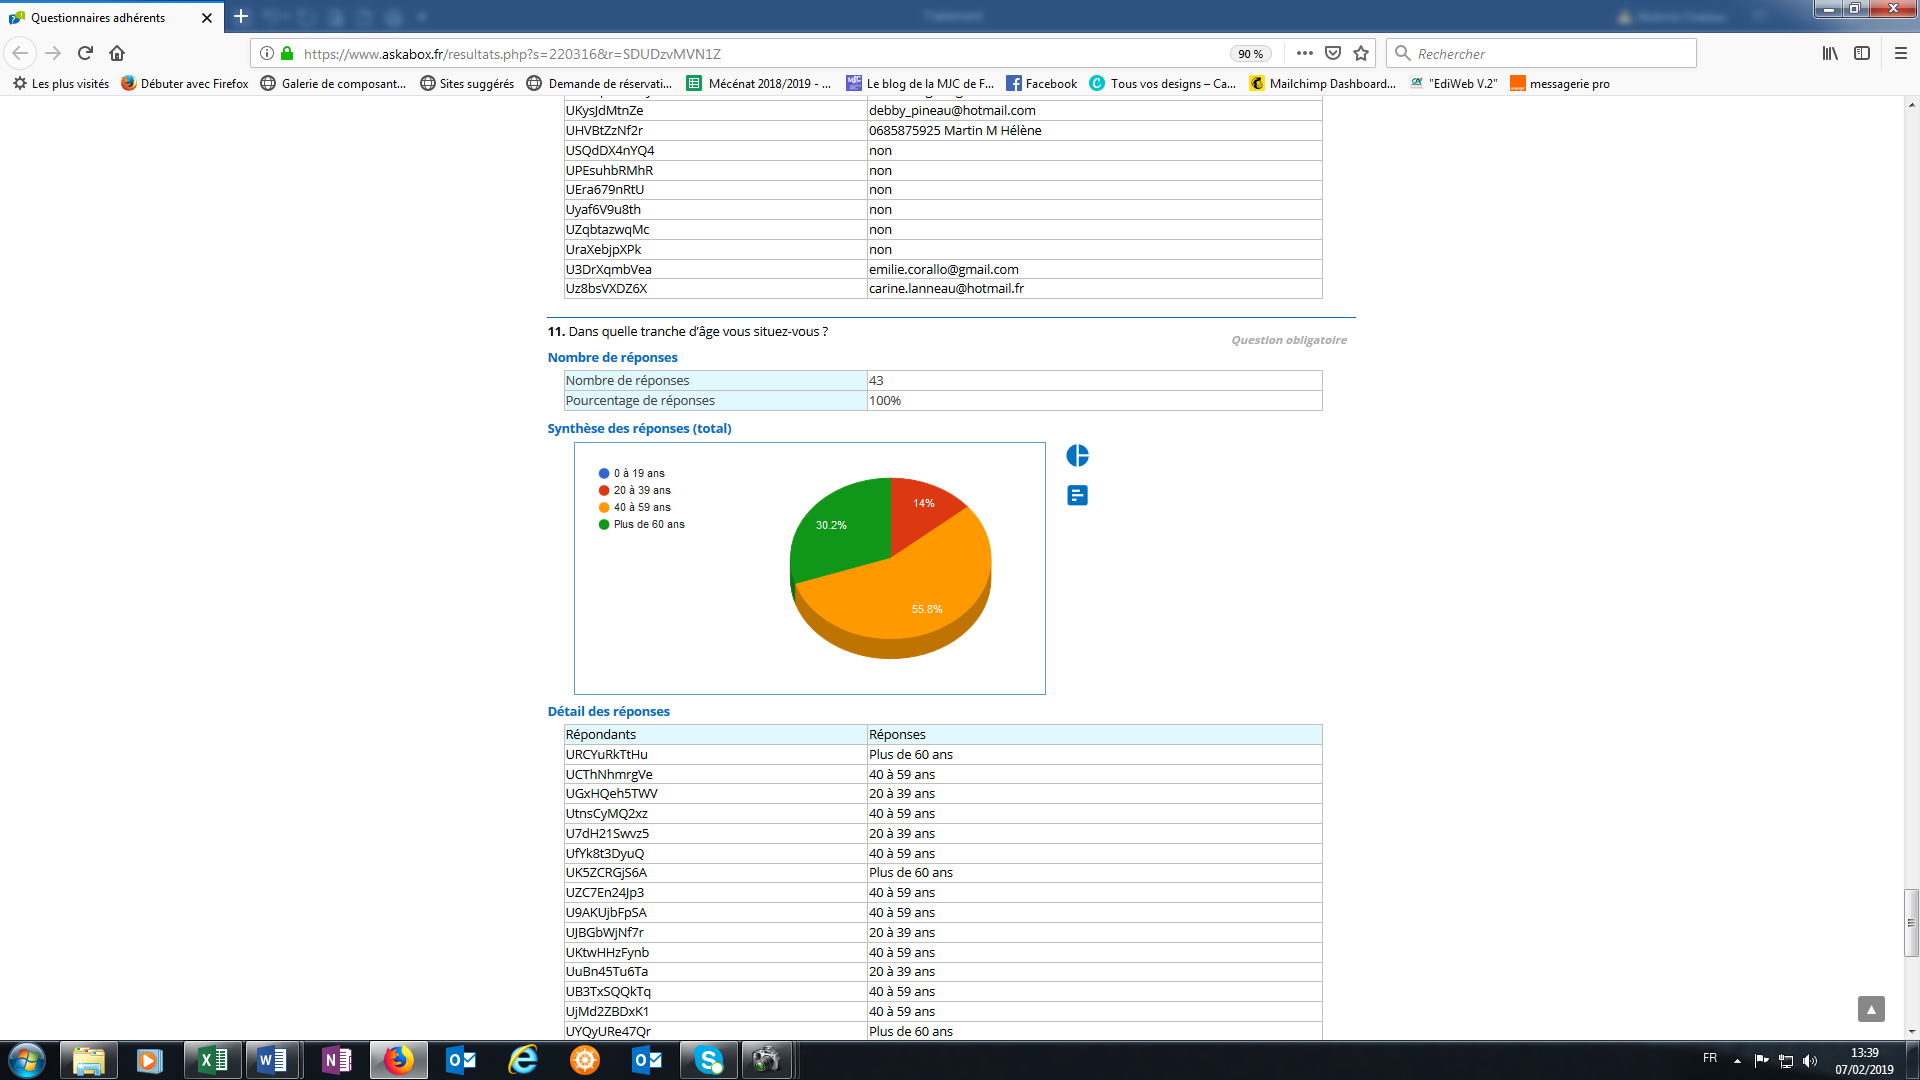 Questionnaires adhérents
https://www.askabox.fr/resultats.php?s=220316&r=SDUDzvMVN1Z
90 %
Rechercher
Les plus visités
Débuter avec Firefox
Galerie de composant...
Sites suggérés
Demande de réservati...
Mécénat 2018/2019 - ...
Le blog de la MJC de F...
Facebook
Tous vos designs – Ca...
Mailchimp Dashboard...
"EdiWeb V.2"
messagerie pro
UKysJdMtnZe debby_pineau@hotmail.com
UHVBtZzNf2r 0685875925 Martin M Hélène
USQdDX4nYQ4 non
UPEsuhbRMhR non
UEra679nRtU non
Uyaf6V9u8th non
UZqbtazwqMc non
UraXebjpXPk non
U3DrXqmbVea emilie.corallo@gmail.com
Uz8bsVXDZ6X carine.lanneau@hotmail.fr
11. Dans quelle tranche d'âge vous situez-vous ?
Question obligatoire
Nombre de réponses
Nombre de réponses 43
Pourcentage de réponses 100%
Synthèse des réponses (total)
0 à 19 ans
20 à 39 ans
40 à 59 ans
Plus de 60 ans
14%
30.2%
55.8%
Détail des réponses
Répondants Réponses
URCYuRkTtHu Plus de 60 ans
UCThNhmrgVe 40 à 59 ans
UGxHQeh5TWV 20 à 39 ans
UtnsCyMQ2xz 40 à 59 ans
U7dH21Swvz5 20 à 39 ans
UfYk8t3DyuQ 40 à 59 ans
UK5ZCRGjS6A Plus de 60 ans
UZC7En24Jp3 40 à 59 ans
U9AKUjbFpSA 40 à 59 ans
UJBGbWjNf7r 20 à 39 ans
UKtwHHzFynb 40 à 59 ans
UuBn45Tu6Ta 20 à 39 ans
UB3TxSQQkTq 40 à 59 ans
UjMd2ZBDxK1 40 à 59 ans
UYQyURe47Qr Plus de 60 ans
FR
13:39
07/02/2019